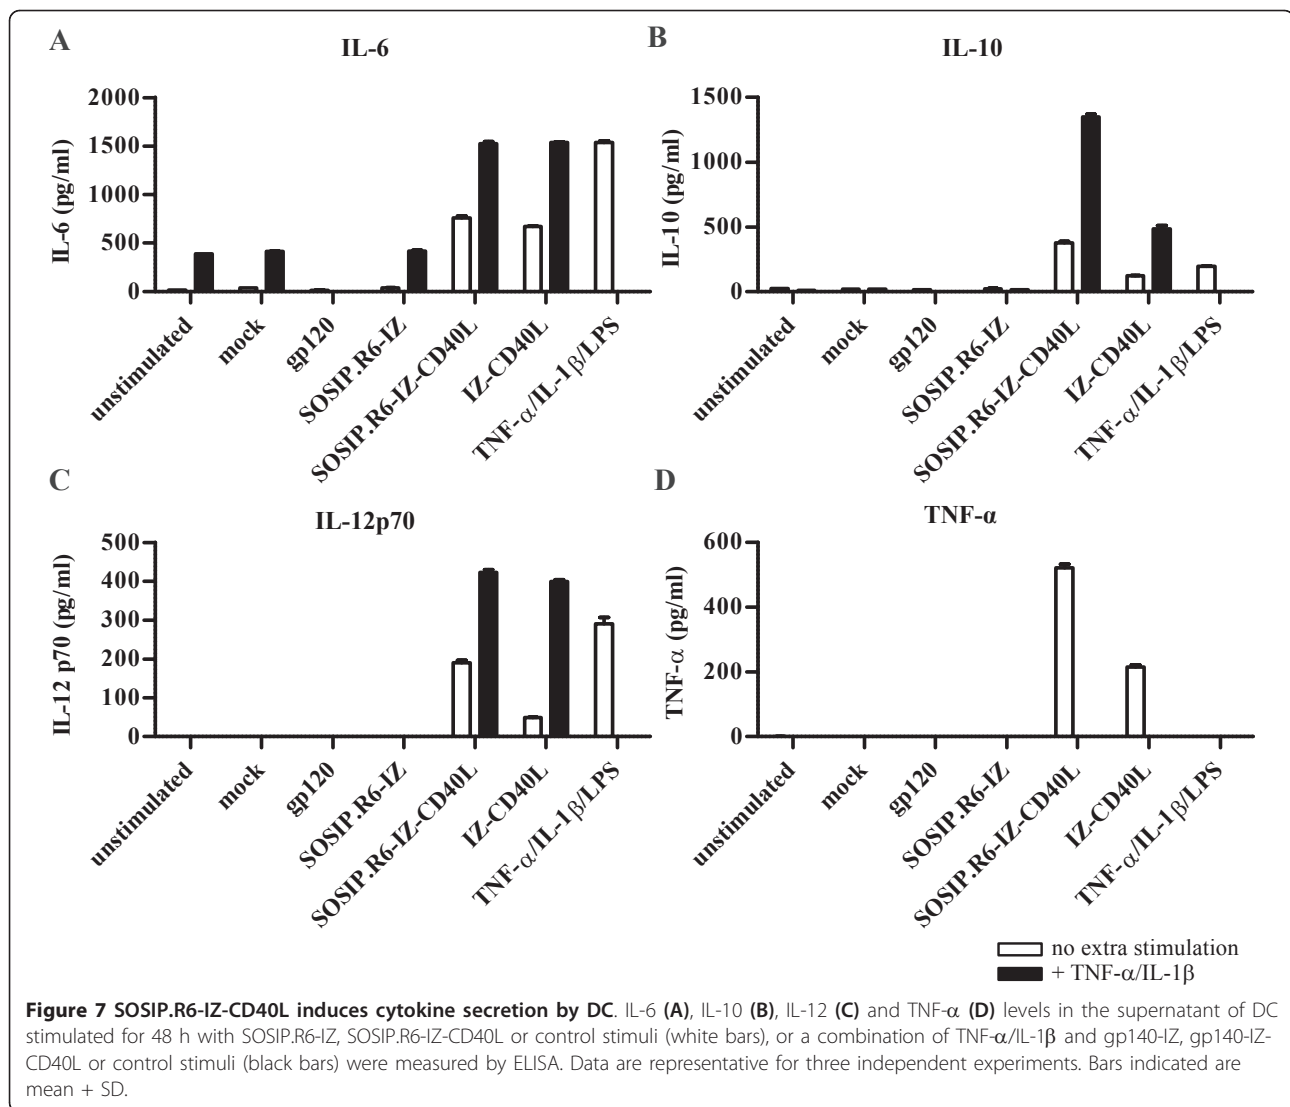 A
IL-6
IL-6 (pg/ml)
2000
1500
1000
500
0
unstimulated
mock
gp120
SOSIP.R6-IZ
SOSIP.R6-IZ-CD40L
IZ-CD40L
TNF-α/IL-1β/LPS
B
IL-10
IL-10 (pg/ml)
1500
1000
500
0
unstimulated
mock
gp120
SOSIP.R6-IZ
SOSIP.R6-IZ-CD40L
IZ-CD40L
TNF-α/IL-1β/LPS
C
IL-12p70
IL-12 p70 (pg/ml)
500
400
300
200
100
0
unstimulated
mock
gp120
SOSIP.R6-IZ
SOSIP.R6-IZ-CD40L
IZ-CD40L
TNF-α/IL-1β/LPS
D
TNF-α
TNF-α (pg/ml)
600
400
200
0
unstimulated
mock
gp120
SOSIP.R6-IZ
SOSIP.R6-IZ-CD40L
IZ-CD40L
TNF-α/IL-1β/LPS
no extra stimulation
+ TNF-α/IL-1β
Figure 7 SOSIP.R6-IZ-CD40L induces cytokine secretion by DC. IL-6 (A), IL-10 (B), IL-12 (C) and TNF-α (D) levels in the supernatant of DC
stimulated for 48 h with SOSIP.R6-IZ, SOSIP.R6-IZ-CD40L or control stimuli (white bars), or a combination of TNF-α/IL-1β and gp140-IZ, gp140-IZ-
CD40L or control stimuli (black bars) were measured by ELISA. Data are representative for three independent experiments. Bars indicated are
mean + SD.